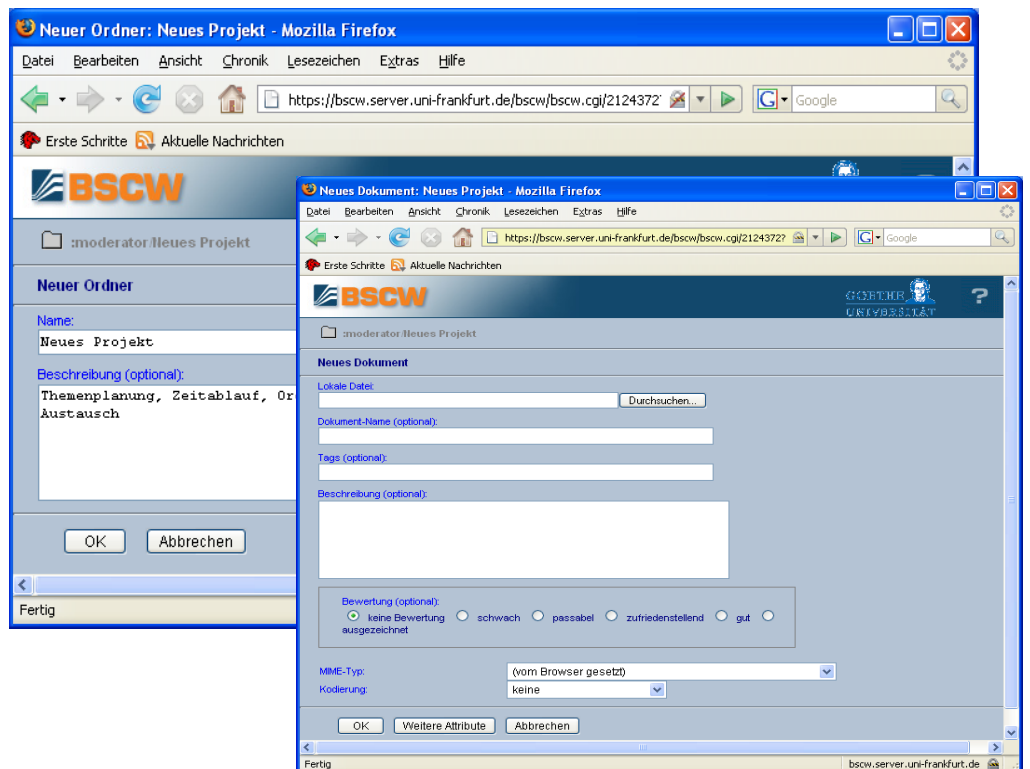 Neuer Ordner: Neues Projekt - Mozilla Firefox
Datei Bearbeiten Ansicht Chronik Lesezeichen Extras Hilfe
https://bscw.server.uni-frankfurt.de/bscw/bscw.cgi/2124372
G Google
Erste Schritte Aktuelle Nachrichten
BSCW
:moderator/Neues Projekt
Neuer Ordner
Name:
Neues Projekt
Beschreibung (optional):
Themenplanung, Zeitablauf,
Austausch
OK Abbrechen
Fertig
Neues Dokument: Neues Projekt - Mozilla Firefox
Datei Bearbeiten Ansicht Chronik Lesezeichen Extras Hilfe
https://bscw.server.uni-frankfurt.de/bscw/bscw.cgi/2124372?
G Google
Erste Schritte Aktuelle Nachrichten
BSCW
GOETHE ?
UNIVERSITÄT
:moderator/Neues Projekt
Neues Dokument
Lokale Datei:
Durchsuchen...
Dokument-Name (optional):
Tags (optional):
Beschreibung (optional):
Bewertung (optional):
keine Bewertung schwach passabel zufriedenstellend gut
ausgezeichnet
MIME-Typ: (vom Browser gesetzt)
Kodierung: keine
OK Weitere Attribute Abbrechen
Fertig bscw.server.uni-frankfurt.de